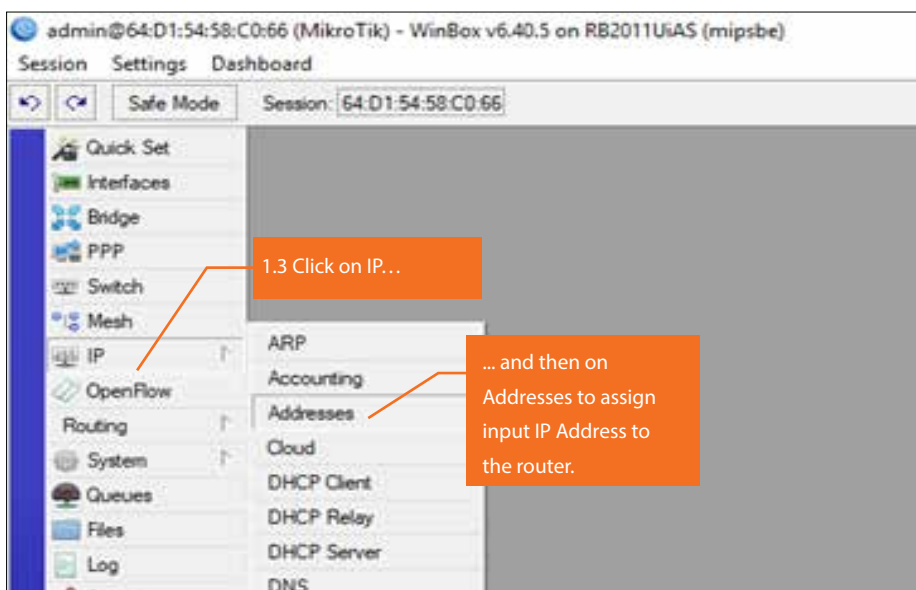 admin@64:D1:54:58:C0:66 (MikroTik) - WinBox v6.40.5 on RB2011UiAS (mipsbe)
Session Settings Dashboard
Safe Mode Session: 64:D1:54:58:C0:66
Quick Set
Interfaces
Bridge
PPP
Switch
Mesh
IP
OpenFlow
Routing
System
Queues
Files
Log
1.3 Click on IP...
ARP
Accounting
Addresses
Cloud
DHCP Client
DHCP Relay
DHCP Server
DNS
... and then on
Addresses to assign
input IP Address to
the router.